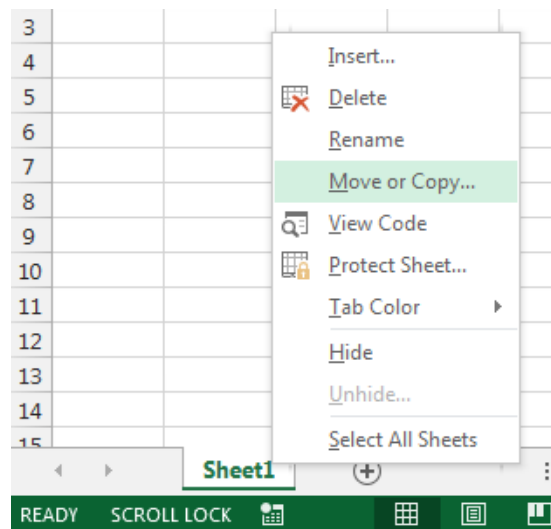 3
4
5
6
7
8
9
10
11
12
13
14
15
Insert...
Delete
Rename
Move or Copy...
View Code
Protect Sheet...
Tab Color
Hide
Unhide...
Select All Sheets
Sheet1
READY SCROLL LOCK